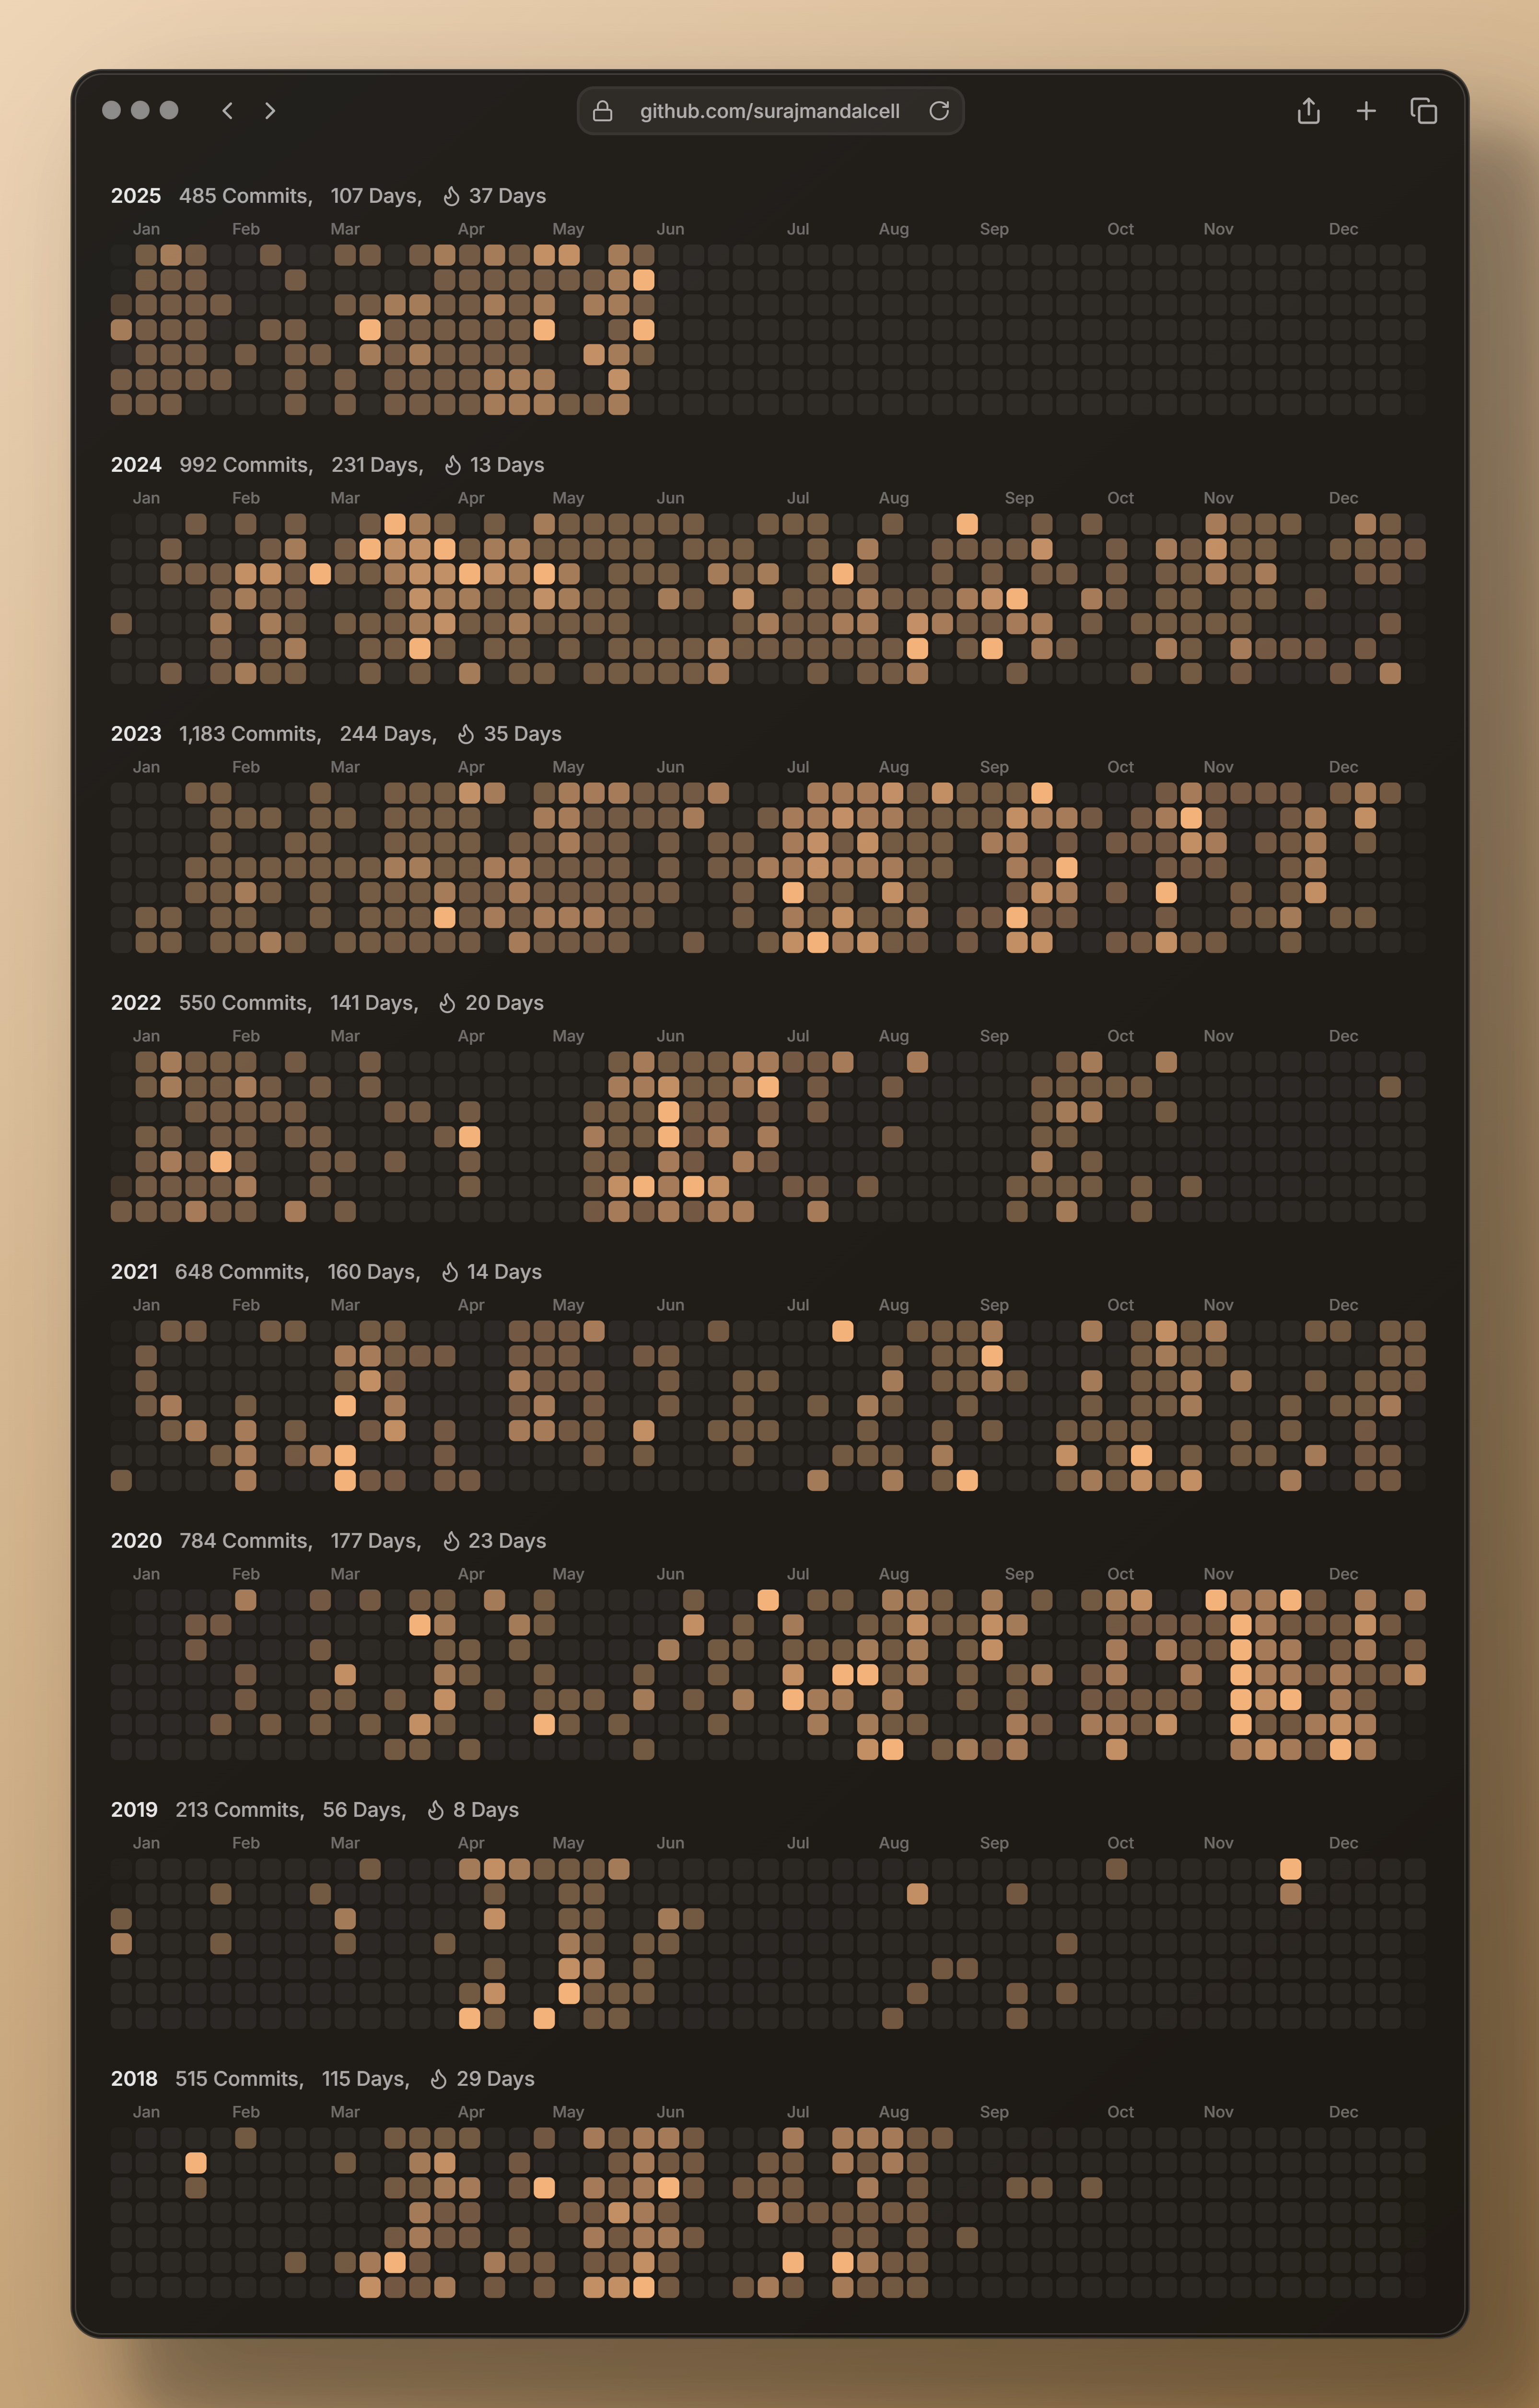 github.com/surajmandalcell
2025 485 Commits, 107 Days, 37 Days
Jan Feb Mar Apr May Jun Jul Aug Sep Oct Nov Dec
2024 992 Commits, 231 Days, 13 Days
Jan Feb Mar Apr May Jun Jul Aug Sep Oct Nov Dec
2023 1,183 Commits, 244 Days, 35 Days
Jan Feb Mar Apr May Jun Jul Aug Sep Oct Nov Dec
2022 550 Commits, 141 Days, 20 Days
Jan Feb Mar Apr May Jun Jul Aug Sep Oct Nov Dec
2021 648 Commits, 160 Days, 14 Days
Jan Feb Mar Apr May Jun Jul Aug Sep Oct Nov Dec
2020 784 Commits, 177 Days, 23 Days
Jan Feb Mar Apr May Jun Jul Aug Sep Oct Nov Dec
2019 213 Commits, 56 Days, 8 Days
Jan Feb Mar Apr May Jun Jul Aug Sep Oct Nov Dec
2018 515 Commits, 115 Days, 29 Days
Jan Feb Mar Apr May Jun Jul Aug Sep Oct Nov Dec